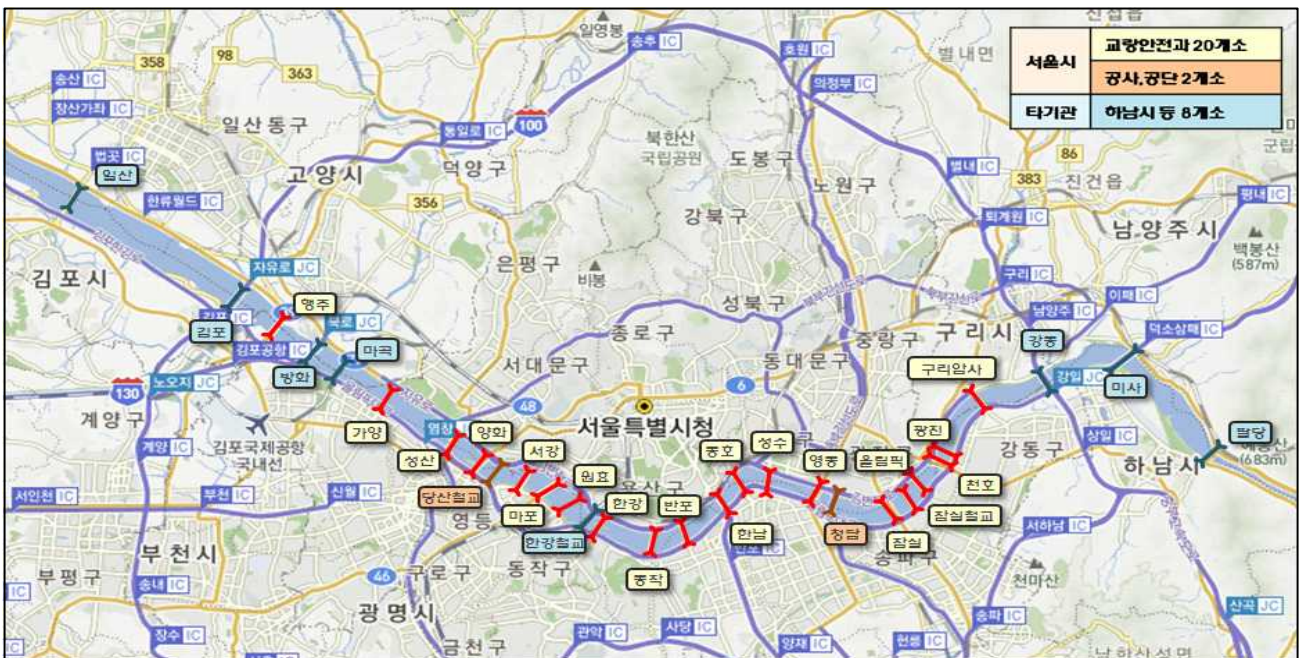 서울시
교량안전과 20개소
공사,공단 2개소
타기관
하남시 등 8개소
일영봉
송추 IC
호원 IC
별내면
진접읍
358
98
363
송산 IC
장산가좌 IC
의정부 IC
일산동구
100
통일로 IC
북한산
국립공원
도봉구
86
법곳 IC
일산
고양시
덕양구
노원구
별내 IC
383
진건읍
한류월드 IC
356
강북구
퇴계원 IC
평내 IC
남양주시
백봉산
(587m)
김포시
자유로 JC
은평구
비봉
구리 IC
이패 IC
행주
성북구
남양주 IC
김포
종로구
중랑구
구리시
강동
덕소삼패 IC
김포공항 IC
마곡
서대문구
동대문구
구리암사
방화
노오지 JC
130
6
강일 JC
미사
계양구
48
서울특별시청
가양
염창
양화
성수
광진
강동구
상일 IC
팔당
(683m)
김포국제공항
국내선
계양 IC
성산
서강
동호
영동
올림픽
하남시
원효
용산구
천호
서인천 IC
부천 IC
신월 IC
당산철교
영등
마포
한강
반포
한남
청담
잠실
잠실철교
서하남 IC
한강철교
송파구
부천시
동작구
동작
천마산
부평구
송내 IC
46
구로구
광명시
산곡 JC
장수 IC
금천구
관악 IC
사당 IC
양재 IC
헌릉 IC
송파 IC
남한산성면